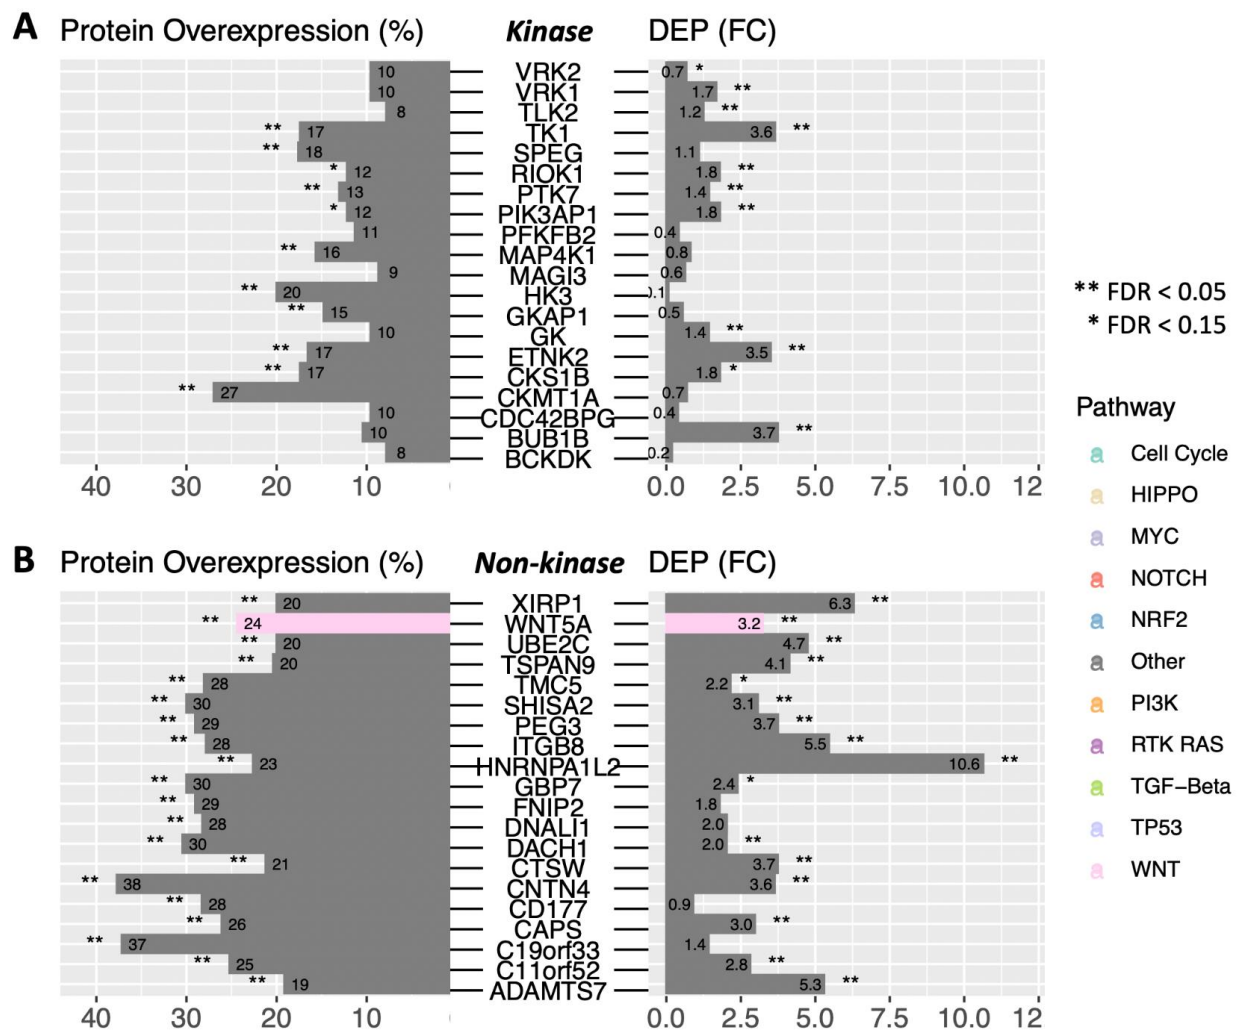 A Protein Overexpression (%) Kinase DEP (FC)
10 VRK2 0.7 *
10 VRK1 1.7 **
8 TLK2 1.2 **
** 17 TK1 3.6 **
** 18 SPEG 1.1
* 12 RIOK1 1.8 **
** 13 PTK7 1.4 **
* 12 PIK3AP1 1.8 **
11 PFKFB2 0.4
** 16 MAP4K1 0.8
9 MAGI3 0.6
** 20 HK3 0.1
** 15 GKAP1 0.5
10 GK 1.4 **
** 17 ETNK2 3.5 **
** 17 CKS1B 1.8 *
** 27 CKMT1A 0.7
10 CDC42BPG 0.4
10 BUB1B 3.7 **
8 BCKDK 0.2
40 30 20 10 0.0 2.5 5.0 7.5 10.0 12
B Protein Overexpression (%) Non-kinase DEP (FC)
** 20 XIRP1 6.3 **
** 24 WNT5A 3.2 **
** 20 UBE2C 4.7 **
** 20 TSPAN9 4.1 **
** 28 TMC5 2.2 *
** 30 SHISA2 3.1 **
** 29 PEG3 3.7 **
** 28 ITGB8 5.5 **
** 23 HNRNPA1L2 10.6 **
** 30 GBP7 2.4 *
** 29 FNIP2 1.8
** 28 DNALI1 2.0
** 30 DACH1 2.0 **
** 21 CTSW 3.7 **
** 38 CNTN4 3.6 **
** 28 CD177 0.9
** 26 CAPS 3.0 **
** 37 C19orf33 1.4
** 25 C11orf52 2.8 **
** 19 ADAMTS7 5.3 **
40 30 20 10 0.0 2.5 5.0 7.5 10.0 12
** FDR < 0.05
* FDR < 0.15
Pathway
a Cell Cycle
a HIPPO
a MYC
a NOTCH
a NRF2
a Other
a PI3K
a RTK RAS
a TGF−Beta
a TP53
a WNT